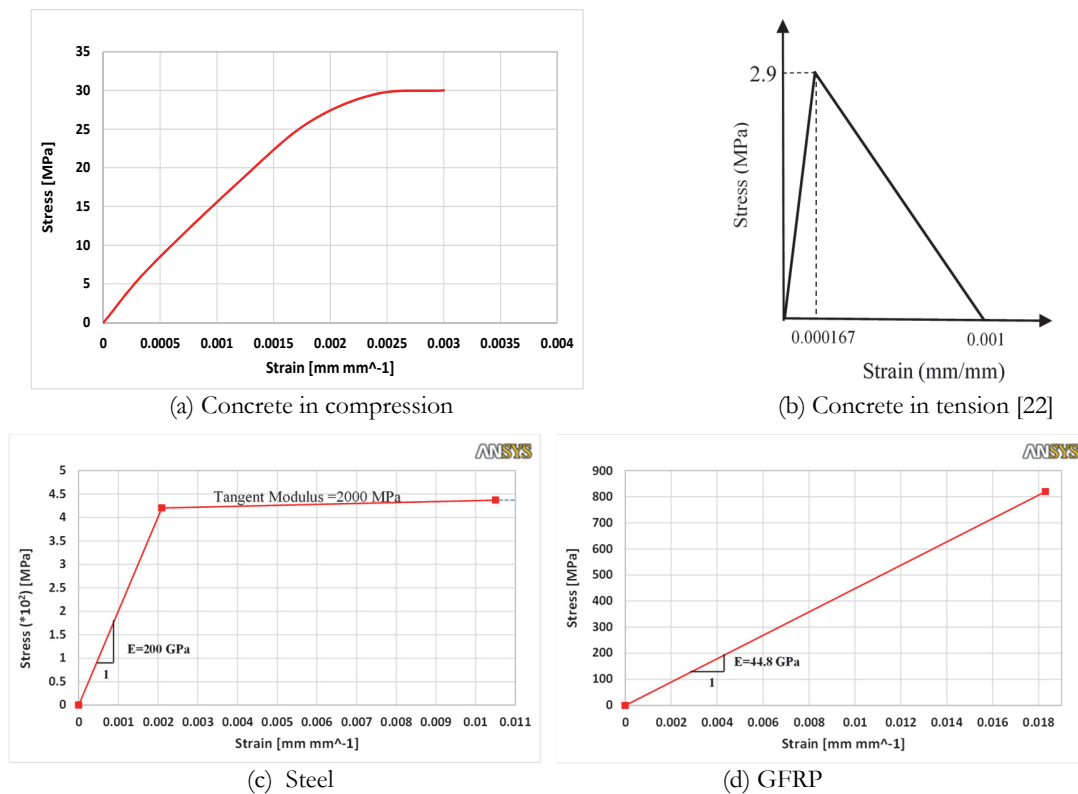 35
30
25
20
15
10
5
0
Stress [MPa]
0 0.0005 0.001 0.0015 0.002 0.0025 0.003 0.0035 0.004
Strain [mm mm^-1]
(a) Concrete in compression
2.9
Stress (MPa)
0.000167 0.001
Strain (mm/mm)
(b) Concrete in tension [22]
ANSYS
5
4.5
4
3.5
3
2.5
2
1.5
1
0.5
0
Stress (*10²) [MPa]
Tangent Modulus =2000 MPa
E=200 GPa
1
0 0.001 0.002 0.003 0.004 0.005 0.006 0.007 0.008 0.009 0.01 0.011
Strain [mm mm^-1]
(c) Steel
ANSYS
900
800
700
600
500
400
300
200
100
0
Stress [MPa]
E=44.8 GPa
1
0 0.002 0.004 0.006 0.008 0.01 0.012 0.014 0.016 0.018
Strain [mm mm^-1]
(d) GFRP